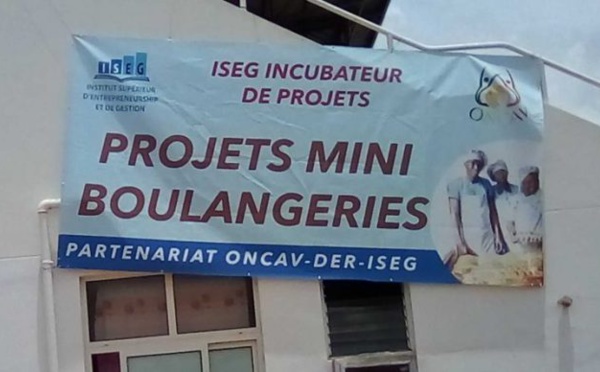 ISEG
INSTITUT SUPÉRIEUR
D'ENTREPRENEURSHIP
ET DE GESTION
ISEG INCUBATEUR
DE PROJETS
PROJETS MINI
BOULANGERIES
PARTENARIAT ONCAV-DER-ISEG